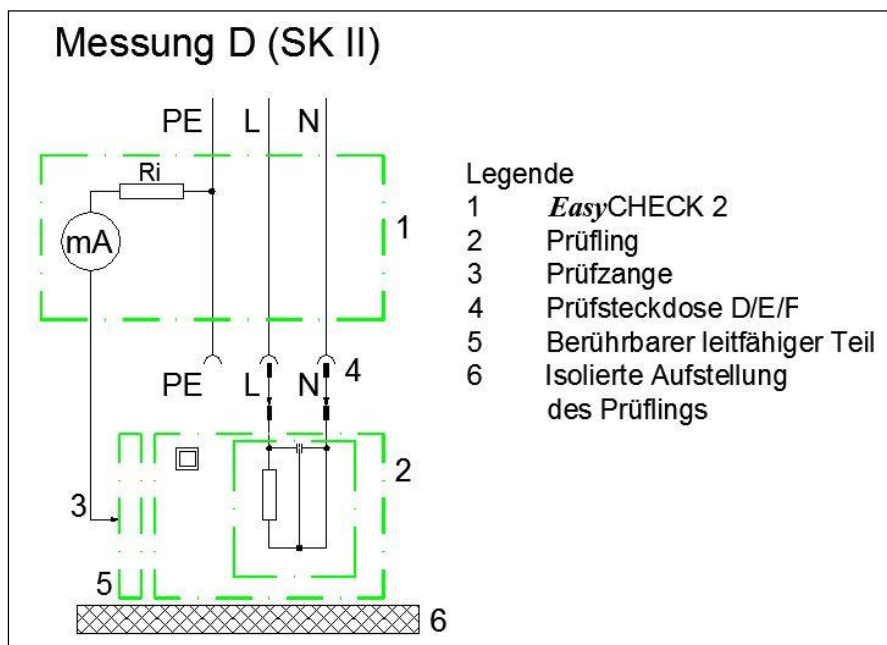 Messung D (SK II)
PE L N
Ri
mA
1
PE L N 4
2
3
5
6
Legende
1 EasyCHECK 2
2 Prüfling
3 Prüfzange
4 Prüfsteckdose D/E/F
5 Berührbarer leitfähiger Teil
6 Isolierte Aufstellung
des Prüflings